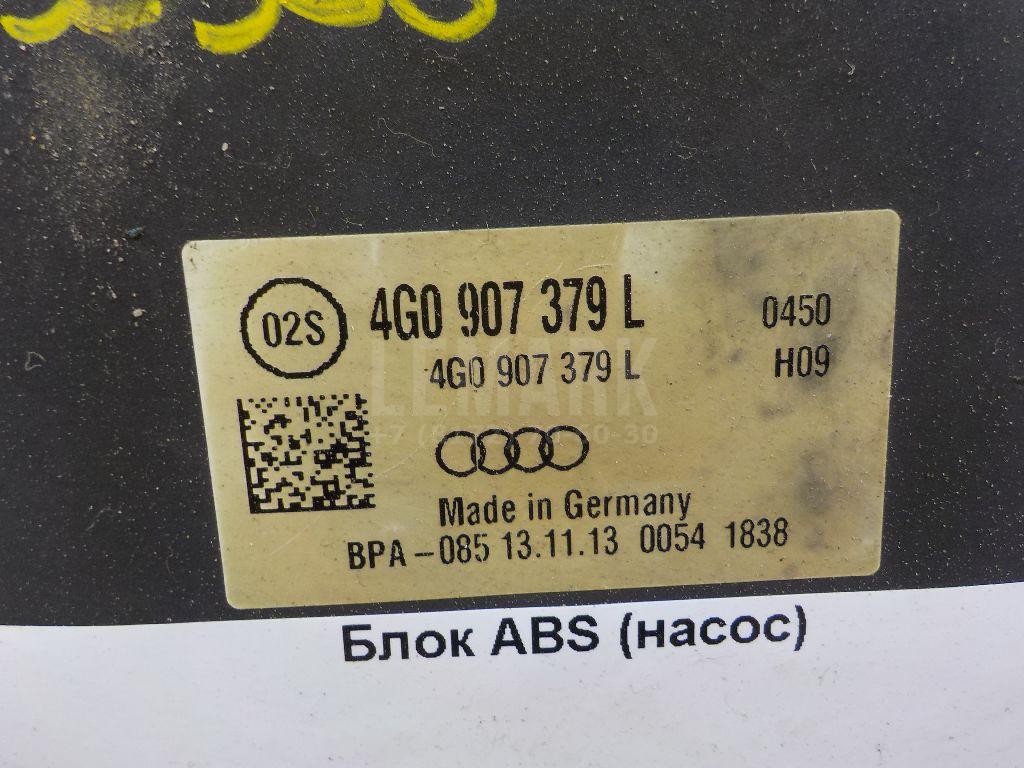 02S
4G0 907 379 L
0450
4G0 907 379 L
H09
LEMARK
Made in Germany
BPA-085 13.11.13 0054 1838
Блок ABS (насос)